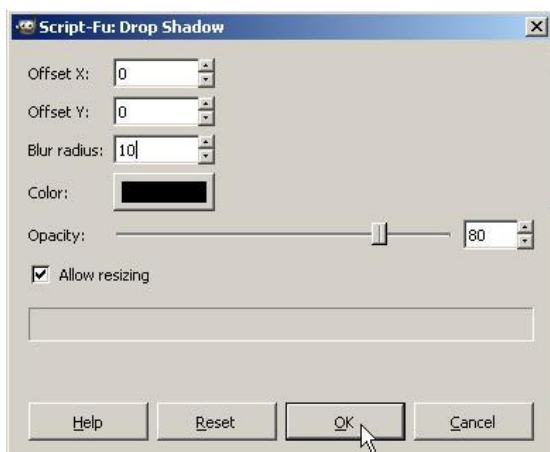 Script-Fu: Drop Shadow
Offset X: 0
Offset Y: 0
Blur radius: 10
Color:
Opacity: 80
Allow resizing
Help Reset OK Cancel